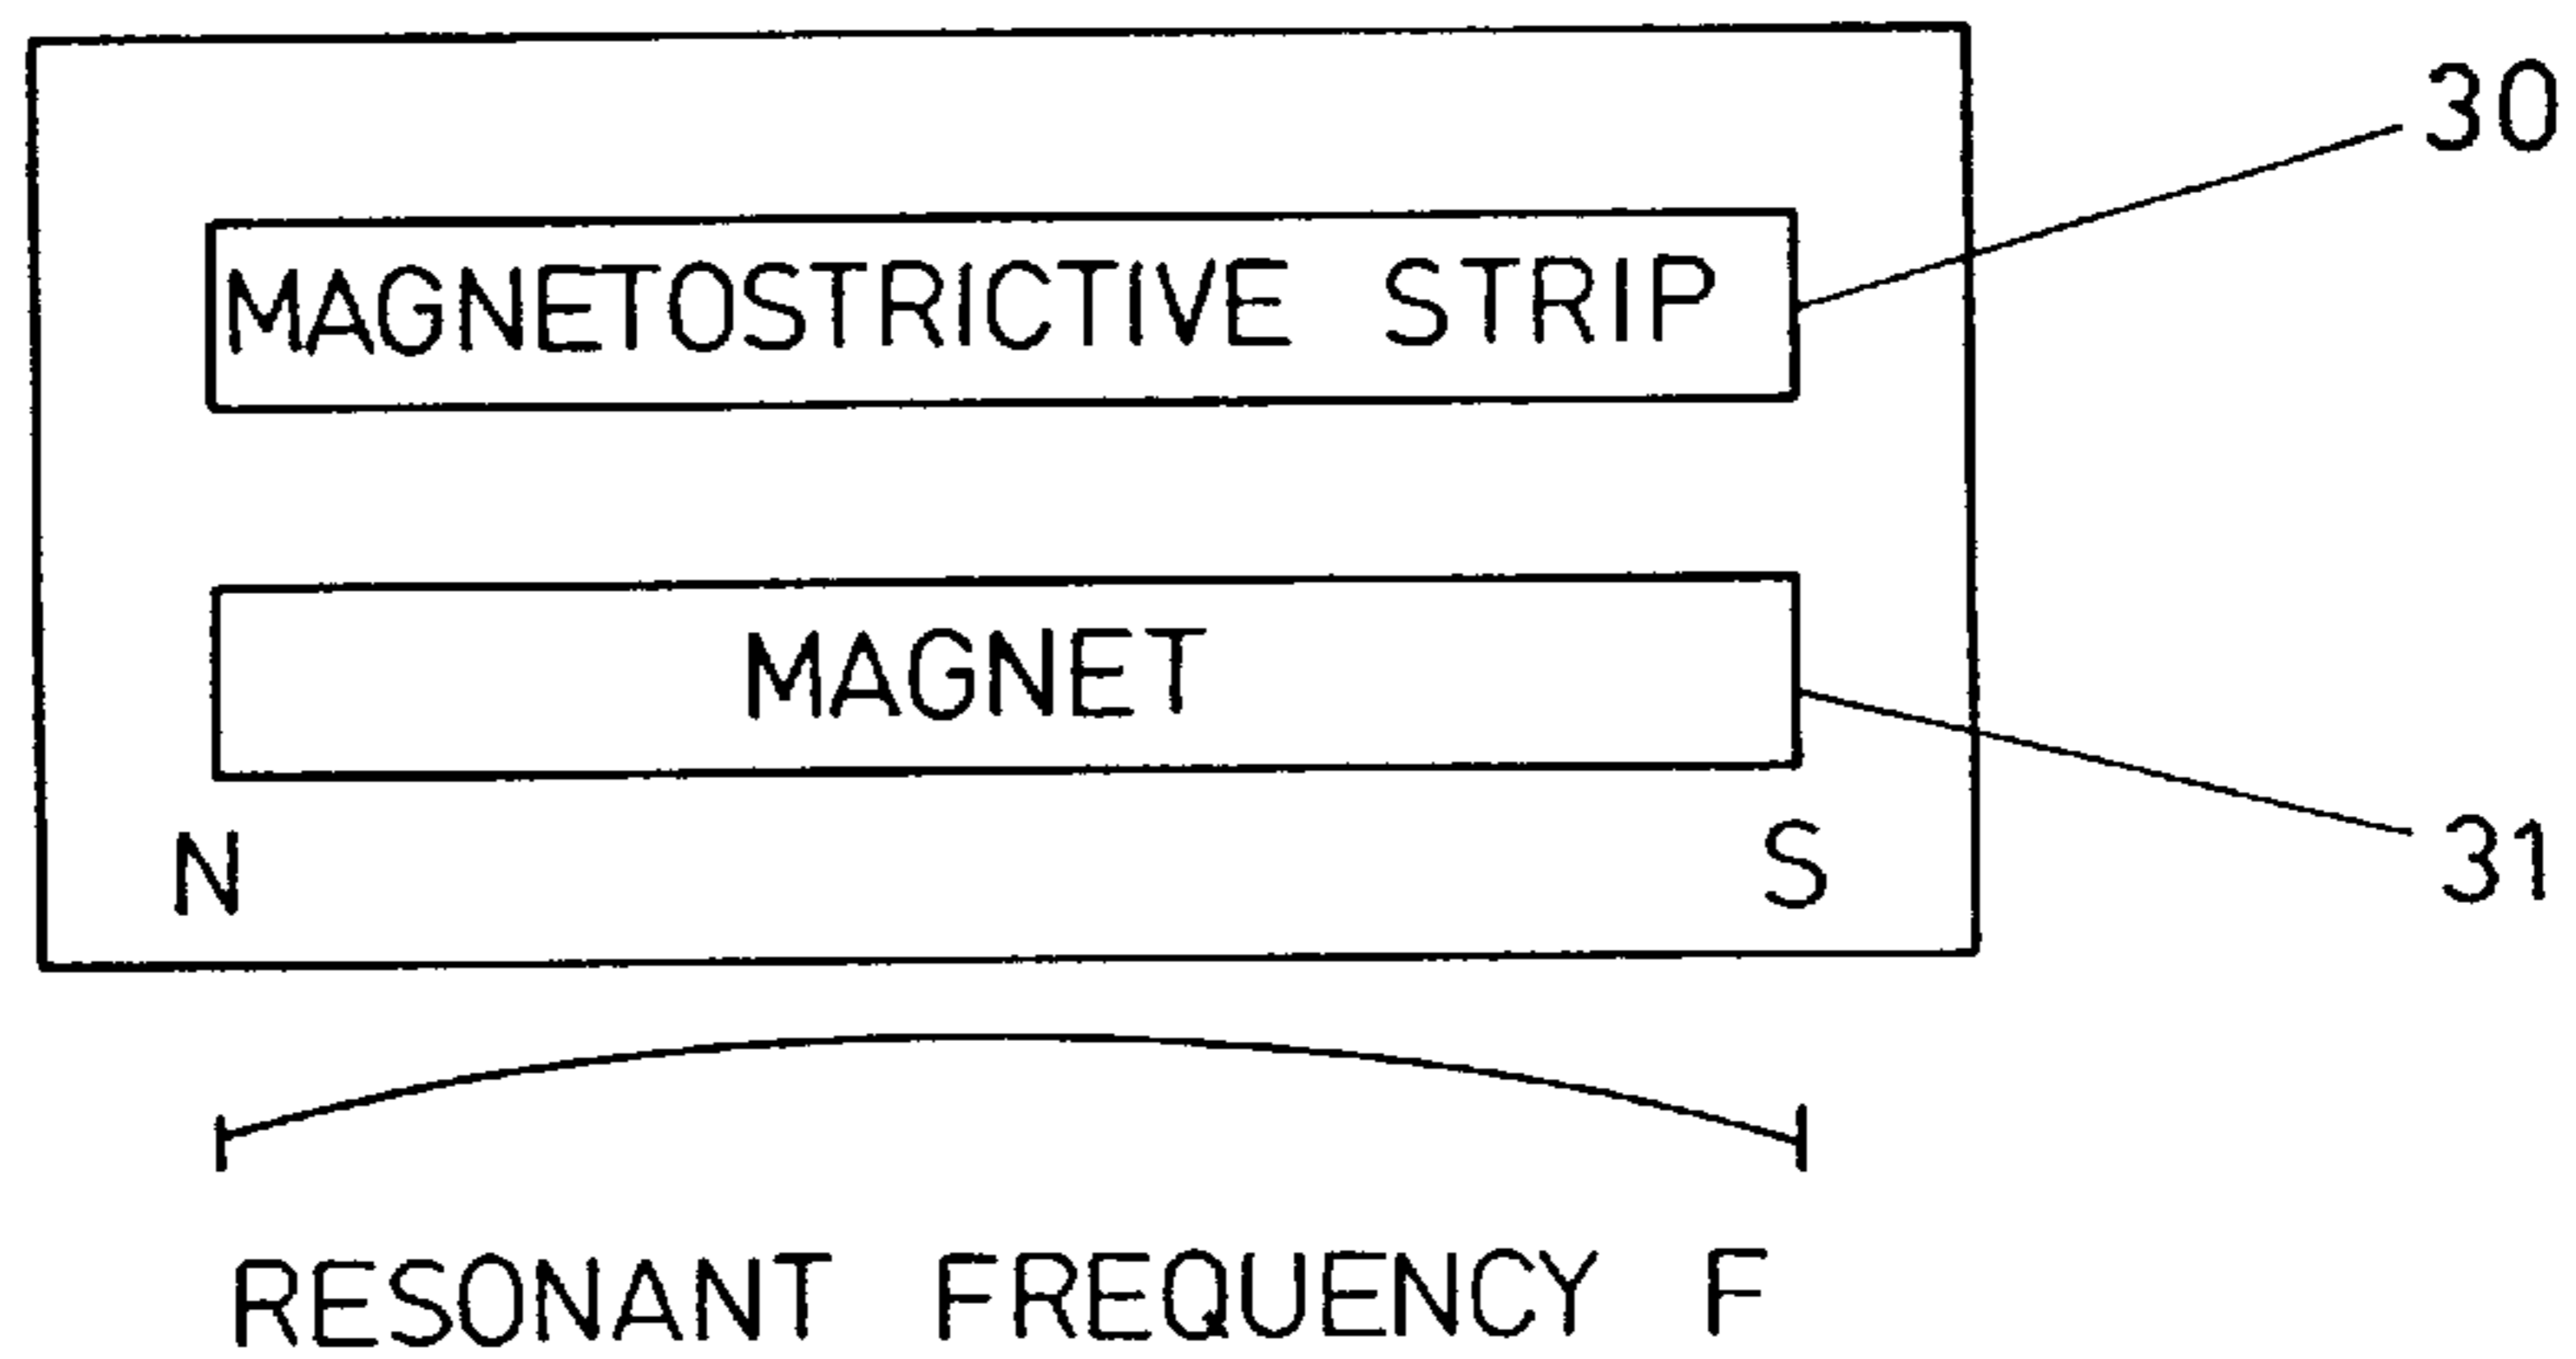 30
MAGNETOSTRICTIVE STRIP
MAGNET
N S
31
RESONANT FREQUENCY F